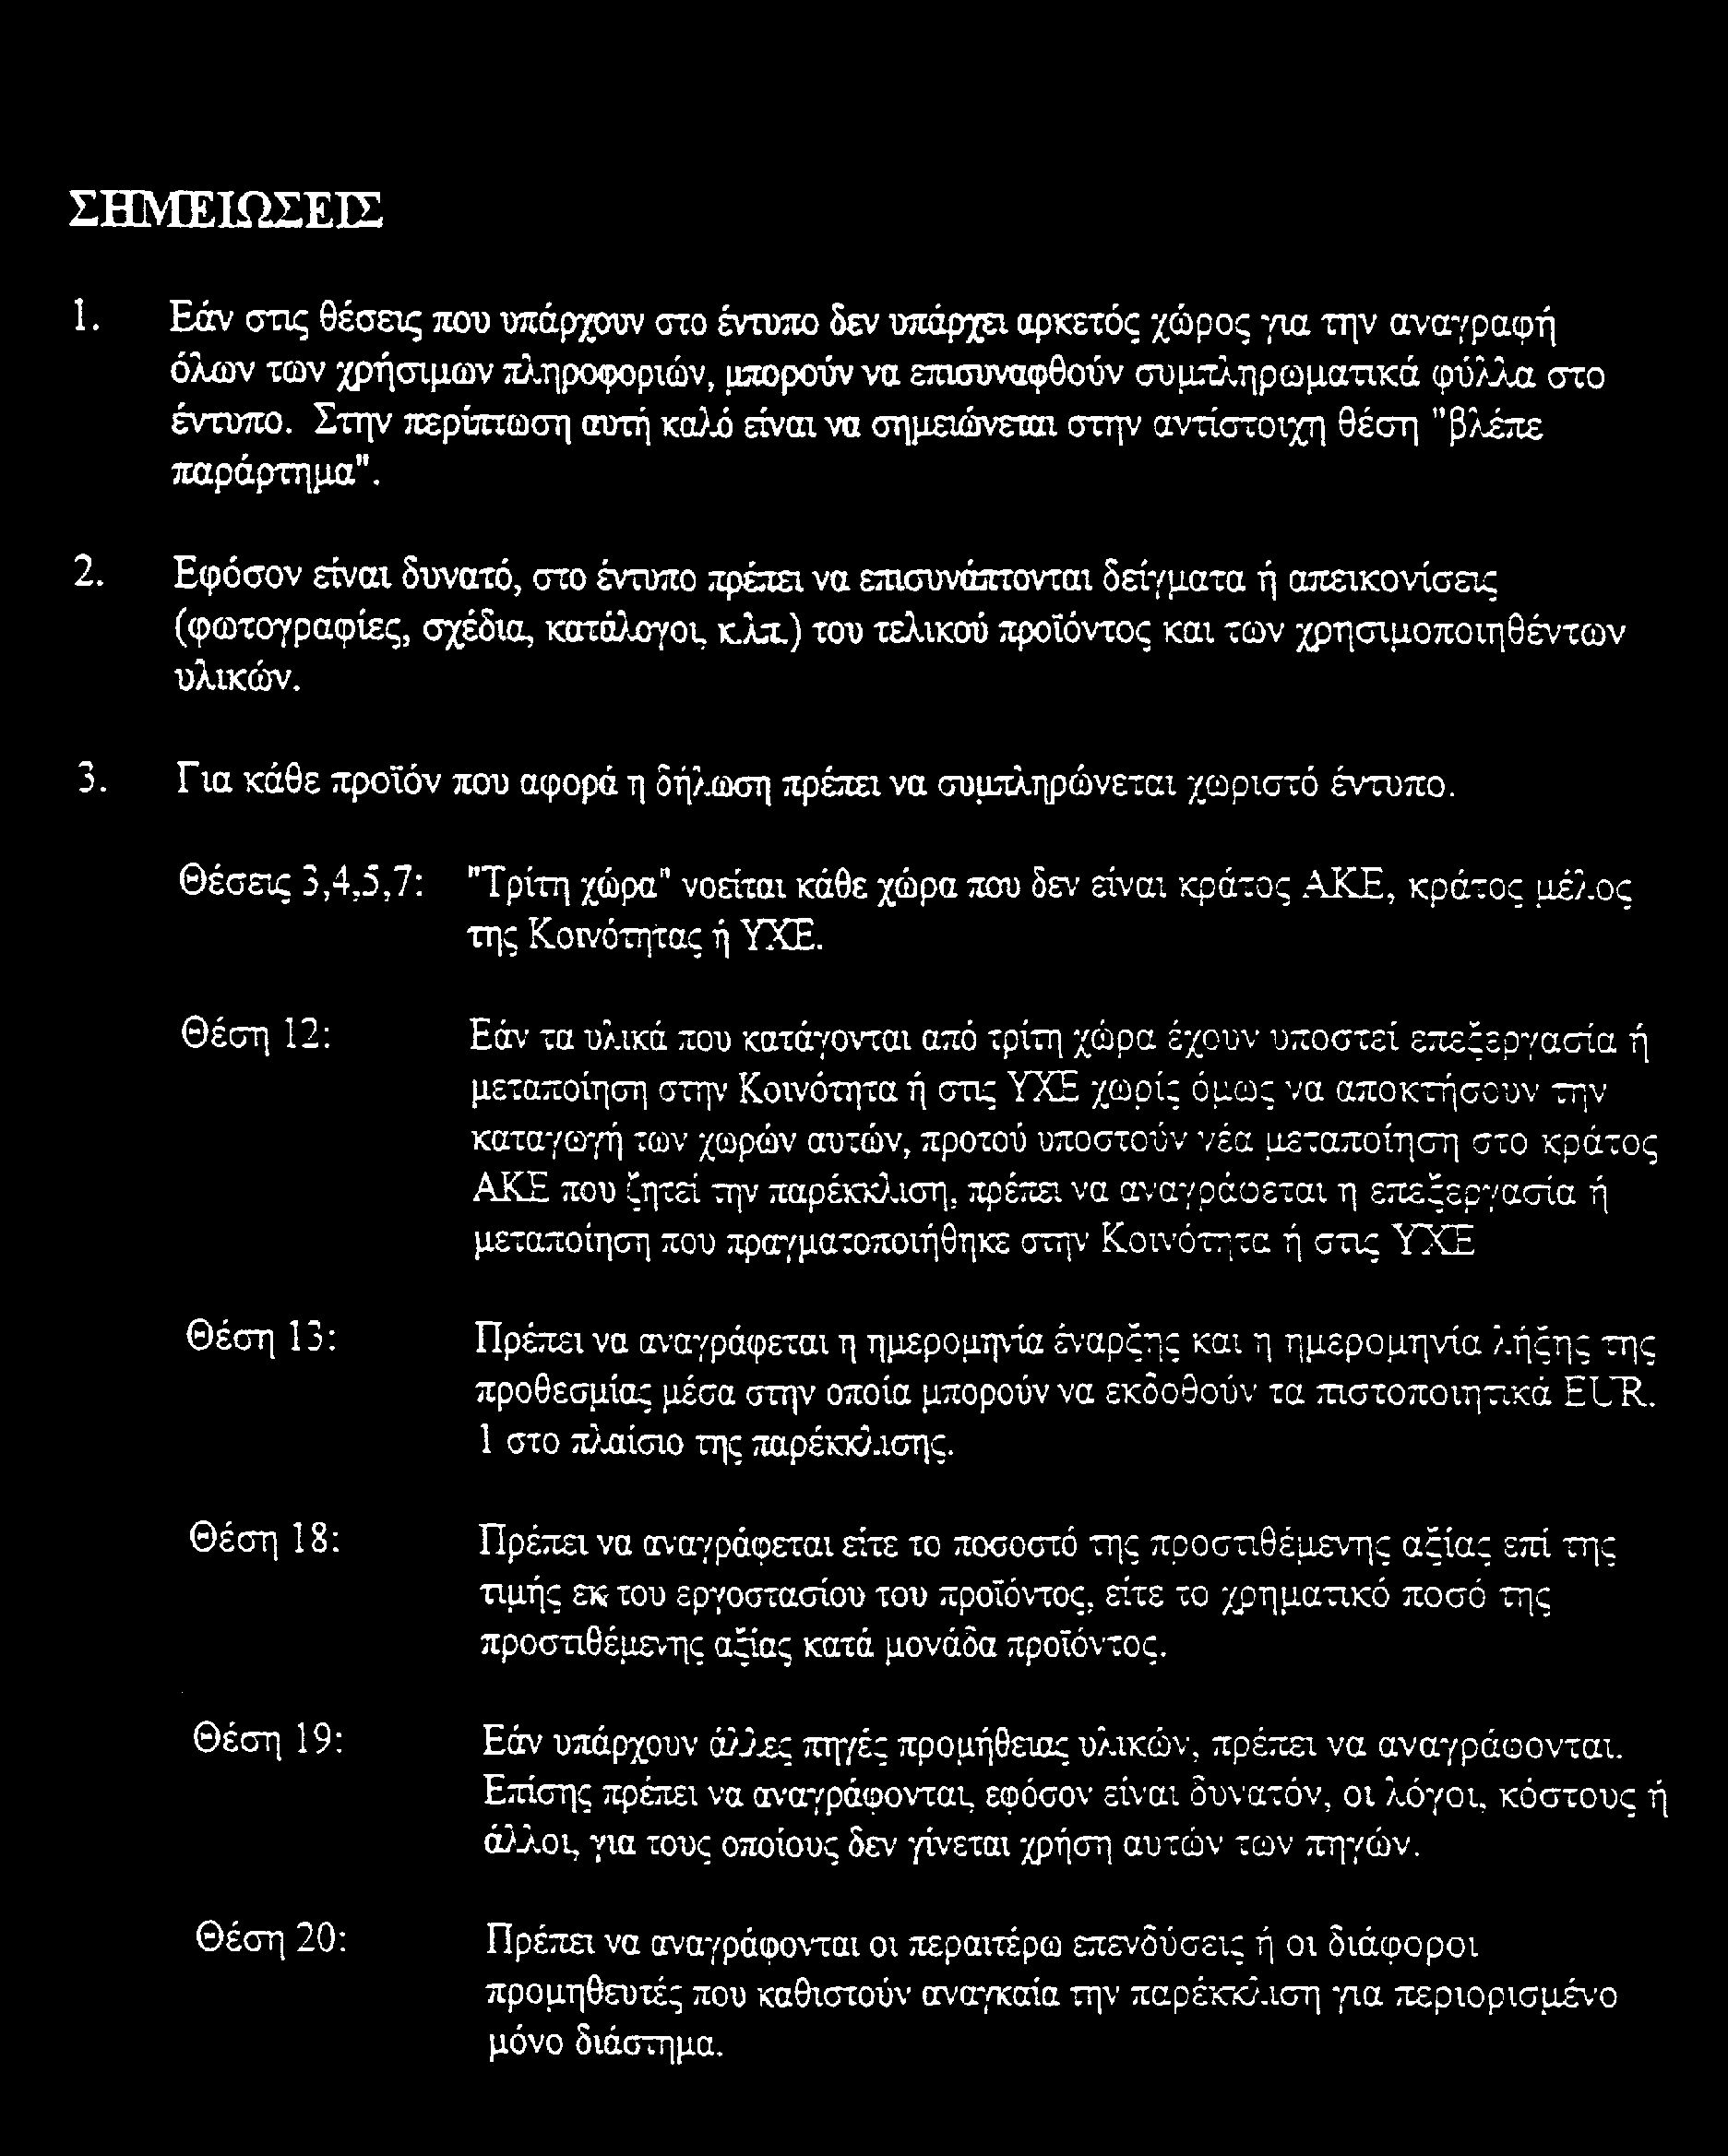 ΣΗΜΕΙΩΣΕΙΣ
1. Εάν στις θέσεις που υπάρχουν στο έντυπο δεν υπάρχει αρκετός χώρος για την αναγραφή
όλων των χρήσιμων πληροφοριών, μπορούν να επισυναφθούν συμπληρωματικά φύλλα στο
έντυπο. Στην περίπτωση αυτή καλό είναι να σημειώνεται στην αντίστοιχη θέση "βλέπε
παράρτημα".
2. Εφόσον είναι δυνατό, στο έντυπο πρέπει να επισυνάπτονται δείγματα ή απεικονίσεις
(φωτογραφίες, σχέδια, κατάλογοι, κ.λπ.) του τελικού προϊόντος και των χρησιμοποιηθέντων
υλικών.
3. Για κάθε προϊόν που αφορά η δήλωση πρέπει να συμπληρώνεται χωριστό έντυπο.
Θέσεις 3,4,5,7: "Τρίτη χώρα" νοείται κάθε χώρα που δεν είναι κράτος ΑΚΕ, κράτος μέλος
της Κοινότητας ή ΥΧΕ.
Θέση 12: Εάν τα υλικά που κατάγονται από τρίτη χώρα έχουν υποστεί επεξεργασία ή
μεταποίηση στην Κοινότητα ή στις ΥΧΕ χωρίς όμως να αποκτήσουν την
καταγωγή των χωρών αυτών, προτού υποστούν νέα μεταποίηση στο κράτος
ΑΚΕ που ζητεί την παρέκκλιση, πρέπει να αναγράφεται η επεξεργασία ή
μεταποίηση που πραγματοποιήθηκε στην Κοινότητα ή στις ΥΧΕ
Θέση 13: Πρέπει να αναγράφεται η ημερομηνία έναρξης και η ημερομηνία λήξης της
προθεσμίας μέσα στην οποία μπορούν να εκδοθούν τα πιστοποιητικά EUR.
1 στο πλαίσιο της παρέκκλισης.
Θέση 18: Πρέπει να αναγράφεται είτε το ποσοστό της προστιθέμενης αξίας επί της
τιμής εκ του εργοστασίου του προϊόντος, είτε το χρηματικό ποσό της
προστιθέμενης αξίας κατά μονάδα προϊόντος.
Θέση 19: Εάν υπάρχουν άλλες πηγές προμήθειας υλικών, πρέπει να αναγράφονται.
Επίσης πρέπει να αναγράφονται, εφόσον είναι δυνατόν, οι λόγοι, κόστους ή
άλλοι, για τους οποίους δεν γίνεται χρήση αυτών των πηγών.
Θέση 20: Πρέπει να αναγράφονται οι περαιτέρω επενδύσεις ή οι διάφοροι
προμηθευτές που καθιστούν αναγκαία την παρέκκλιση για περιορισμένο
μόνο διάστημα.